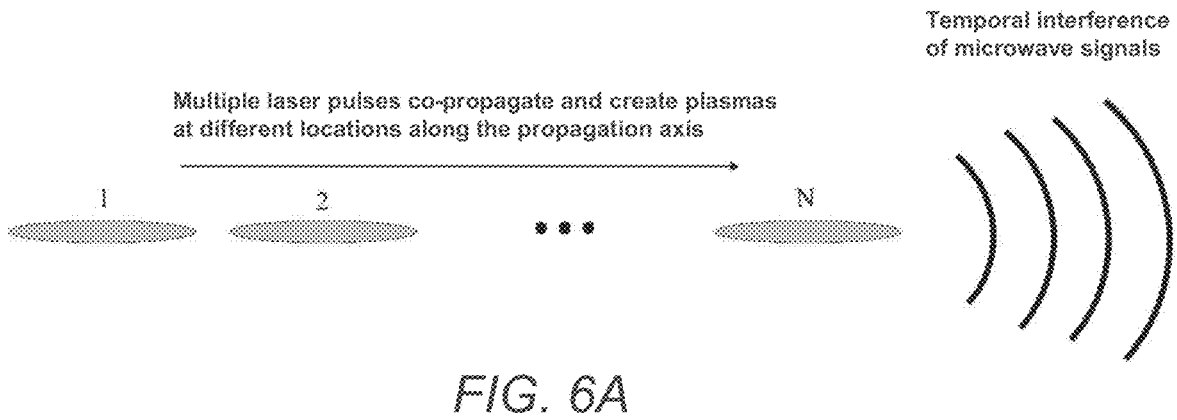 Temporal interference
of microwave signals
Multiple laser pulses co-propagate and create plasmas
at different locations along the propagation axis
1 2 ••• N
FIG. 6A